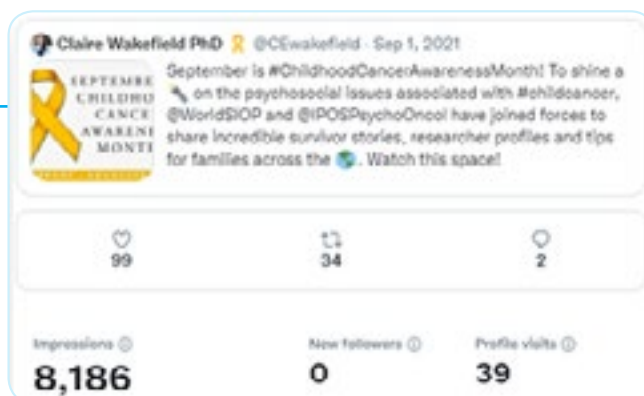 Claire Wakefield PhD 🎗 @CEwakefield · Sep 1, 2021
September is #ChildhoodCancerAwarenessMonth! To shine a
🔦 on the psychosocial issues associated with #childcancer,
@WorldSIOP and @IPOSPsychoOncol have joined forces to
share incredible survivor stories, researcher profiles and tips
for families across the 🌏. Watch this space!
SEPTEMBE
CHILDHO
CANCE
AWARENE
MONTH
99 34 2
Impressions New followers Profile visits
8,186 0 39